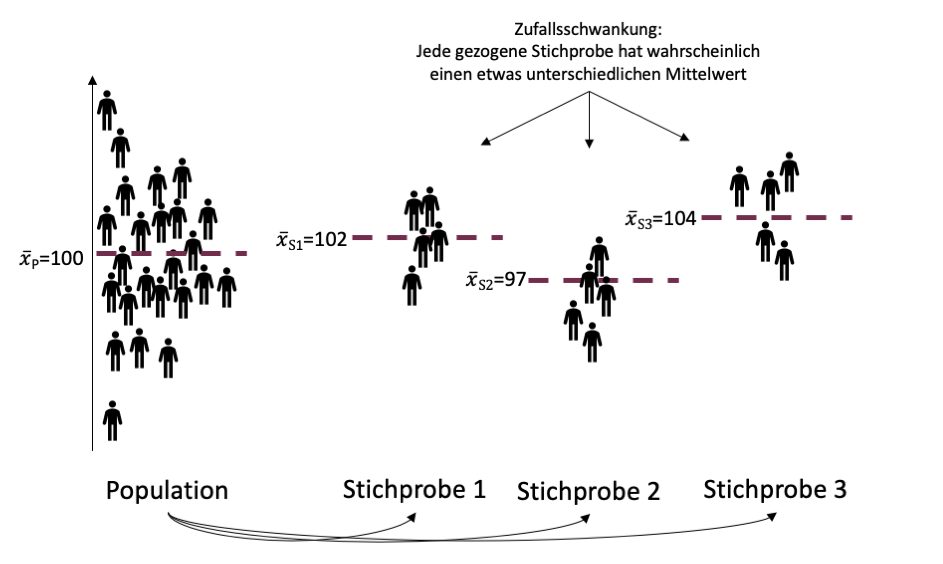 Zufallsschwankung:
Jede gezogene Stichprobe hat wahrscheinlich
einen etwas unterschiedlichen Mittelwert
x̄P=100
x̄S1=102
x̄S2=97
x̄S3=104
Population
Stichprobe 1
Stichprobe 2
Stichprobe 3